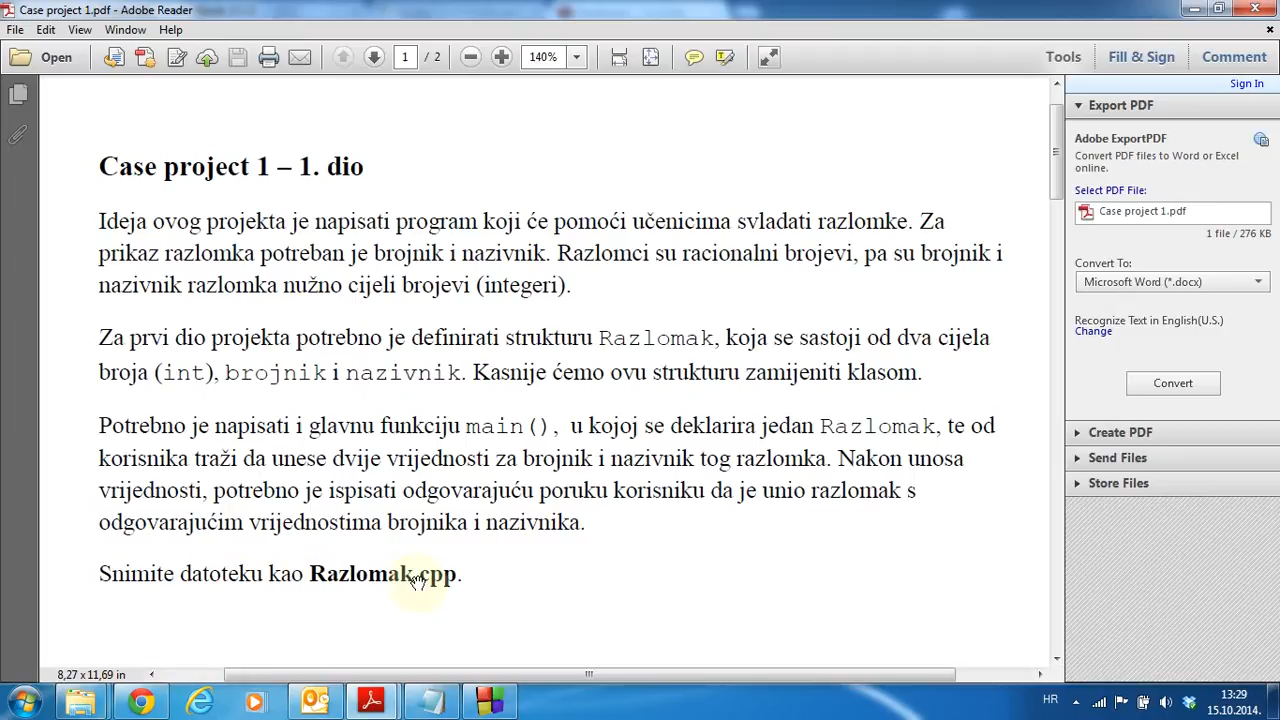 Case project 1.pdf - Adobe Reader
File Edit View Window Help
Open 1 / 2 140% Tools Fill & Sign Comment
Sign In
Export PDF
Adobe ExportPDF
Convert PDF files to Word or Excel
online.
Select PDF File:
Case project 1.pdf
1 file / 276 KB
Convert To:
Microsoft Word (*.docx)
Recognize Text in English(U.S.)
Change
Convert
Create PDF
Send Files
Store Files
Case project 1 – 1. dio
Ideja ovog projekta je napisati program koji će pomoći učenicima svladati razlomke. Za
prikaz razlomka potreban je brojnik i nazivnik. Razlomci su racionalni brojevi, pa su brojnik i
nazivnik razlomka nužno cijeli brojevi (integeri).
Za prvi dio projekta potrebno je definirati strukturu Razlomak, koja se sastoji od dva cijela
broja (int), brojnik i nazivnik. Kasnije ćemo ovu strukturu zamijeniti klasom.
Potrebno je napisati i glavnu funkciju main(), u kojoj se deklarira jedan Razlomak, te od
korisnika traži da unese dvije vrijednosti za brojnik i nazivnik tog razlomka. Nakon unosa
vrijednosti, potrebno je ispisati odgovarajuću poruku korisniku da je unio razlomak s
odgovarajućim vrijednostima brojnika i nazivnika.
Snimite datoteku kao Razlomak.cpp.
8,27 x 11,69 in
HR
13:29
15.10.2014.